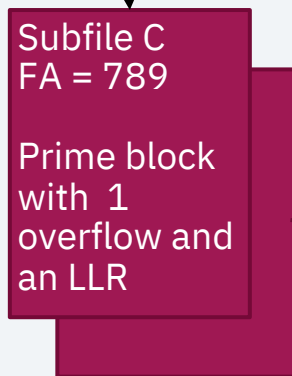 Subfile C
FA = 789
Prime block
with 1
overflow and
an LLR